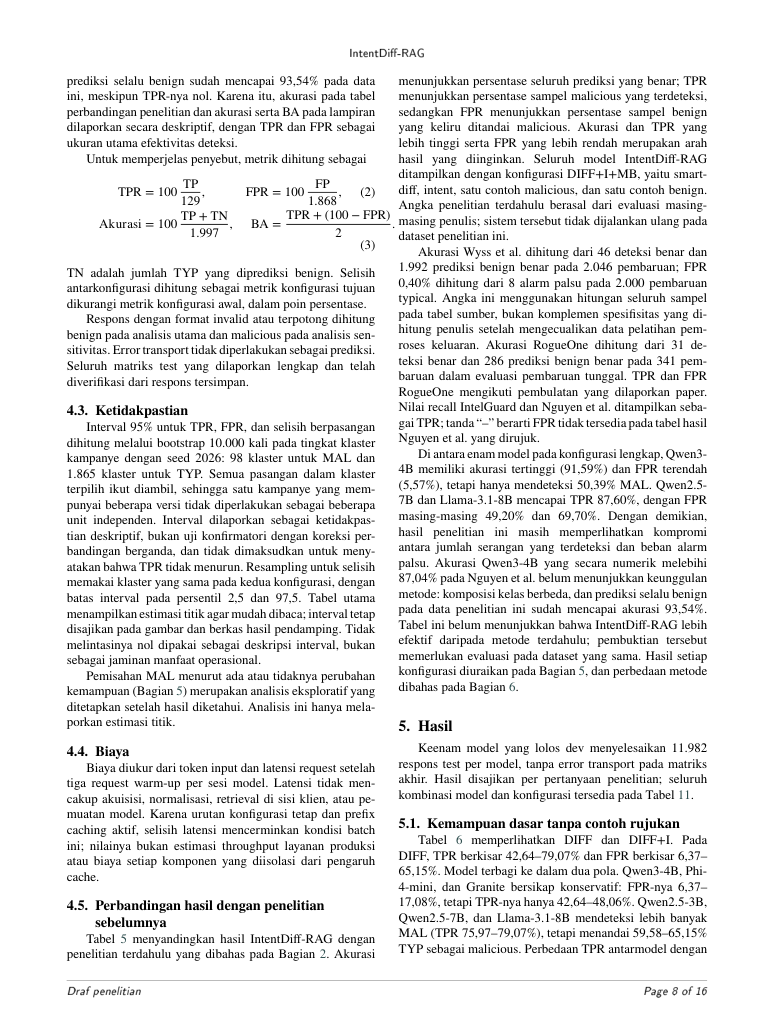 IntentDiff-RAG
prediksi selalu benign sudah mencapai 93,54% pada data
ini, meskipun TPR-nya nol. Karena itu, akurasi pada tabel
perbandingan penelitian dan akurasi serta BA pada lampiran
dilaporkan secara deskriptif, dengan TPR dan FPR sebagai
ukuran utama efektivitas deteksi.
Untuk memperjelas penyebut, metrik dihitung sebagai
TPR = 100 TP/129, FPR = 100 FP/1.868, (2)
Akurasi = 100 TP + TN/1.997, BA = TPR + (100 − FPR)/2.
(3)
TN adalah jumlah TYP yang diprediksi benign. Selisih
antarkonfigurasi dihitung sebagai metrik konfigurasi tujuan
dikurangi metrik konfigurasi awal, dalam poin persentase.
Respons dengan format invalid atau terpotong dihitung
benign pada analisis utama dan malicious pada analisis sen-
sitivitas. Error transport tidak diperlakukan sebagai prediksi.
Seluruh matriks test yang dilaporkan lengkap dan telah
diverifikasi dari respons tersimpan.
4.3. Ketidakpastian
Interval 95% untuk TPR, FPR, dan selisih berpasangan
dihitung melalui bootstrap 10.000 kali pada tingkat klaster
kampanye dengan seed 2026: 98 klaster untuk MAL dan
1.865 klaster untuk TYP. Semua pasangan dalam klaster
terpilih ikut diambil, sehingga satu kampanye yang mem-
punyai beberapa versi tidak diperlakukan sebagai beberapa
unit independen. Interval dilaporkan sebagai ketidakpas-
tian deskriptif, bukan uji konfirmatori dengan koreksi per-
bandingan berganda, dan tidak dimaksudkan untuk meny-
atakan bahwa TPR tidak menurun. Resampling untuk selisih
memakai klaster yang sama pada kedua konfigurasi, dengan
batas interval pada persentil 2,5 dan 97,5. Tabel utama
menampilkan estimasi titik agar mudah dibaca; interval tetap
disajikan pada gambar dan berkas hasil pendamping. Tidak
melintasinya nol dipakai sebagai deskripsi interval, bukan
sebagai jaminan manfaat operasional.
Pemisahan MAL menurut ada atau tidaknya perubahan
kemampuan (Bagian 5) merupakan analisis eksploratif yang
ditetapkan setelah hasil diketahui. Analisis ini hanya mela-
porkan estimasi titik.
4.4. Biaya
Biaya diukur dari token input dan latensi request setelah
tiga request warm-up per sesi model. Latensi tidak men-
cakup akuisisi, normalisasi, retrieval di sisi klien, atau pe-
muatan model. Karena urutan konfigurasi tetap dan prefix
caching aktif, selisih latensi mencerminkan kondisi batch
ini; nilainya bukan estimasi throughput layanan produksi
atau biaya setiap komponen yang diisolasi dari pengaruh
cache.
4.5. Perbandingan hasil dengan penelitian
sebelumnya
Tabel 5 menyandingkan hasil IntentDiff-RAG dengan
penelitian terdahulu yang dibahas pada Bagian 2. Akurasi
menunjukkan persentase seluruh prediksi yang benar; TPR
menunjukkan persentase sampel malicious yang terdeteksi,
sedangkan FPR menunjukkan persentase sampel benign
yang keliru ditandai malicious. Akurasi dan TPR yang
lebih tinggi serta FPR yang lebih rendah merupakan arah
hasil yang diinginkan. Seluruh model IntentDiff-RAG
ditampilkan dengan konfigurasi DIFF+I+MB, yaitu smart-
diff, intent, satu contoh malicious, dan satu contoh benign.
Angka penelitian terdahulu berasal dari evaluasi masing-
masing penulis; sistem tersebut tidak dijalankan ulang pada
dataset penelitian ini.
Akurasi Wyss et al. dihitung dari 46 deteksi benar dan
1.992 prediksi benign benar pada 2.046 pembaruan; FPR
0,40% dihitung dari 8 alarm palsu pada 2.000 pembaruan
typical. Angka ini menggunakan hitungan seluruh sampel
pada tabel sumber, bukan komplemen spesifisitas yang di-
hitung penulis setelah mengecualikan data pelatihan pem-
roses keluaran. Akurasi RogueOne dihitung dari 31 de-
teksi benar dan 286 prediksi benign benar pada 341 pem-
baruan dalam evaluasi pembaruan tunggal. TPR dan FPR
RogueOne mengikuti pembulatan yang dilaporkan paper.
Nilai recall IntelGuard dan Nguyen et al. ditampilkan seba-
gai TPR; tanda “–” berarti FPR tidak tersedia pada tabel hasil
Nguyen et al. yang dirujuk.
Di antara enam model pada konfigurasi lengkap, Qwen3-
4B memiliki akurasi tertinggi (91,59%) dan FPR terendah
(5,57%), tetapi hanya mendeteksi 50,39% MAL. Qwen2.5-
7B dan Llama-3.1-8B mencapai TPR 87,60%, dengan FPR
masing-masing 49,20% dan 69,70%. Dengan demikian,
hasil penelitian ini masih memperlihatkan kompromi
antara jumlah serangan yang terdeteksi dan beban alarm
palsu. Akurasi Qwen3-4B yang secara numerik melebihi
87,04% pada Nguyen et al. belum menunjukkan keunggulan
metode: komposisi kelas berbeda, dan prediksi selalu benign
pada data penelitian ini sudah mencapai akurasi 93,54%.
Tabel ini belum menunjukkan bahwa IntentDiff-RAG lebih
efektif daripada metode terdahulu; pembuktian tersebut
memerlukan evaluasi pada dataset yang sama. Hasil setiap
konfigurasi diuraikan pada Bagian 5, dan perbedaan metode
dibahas pada Bagian 6.
5. Hasil
Keenam model yang lolos dev menyelesaikan 11.982
respons test per model, tanpa error transport pada matriks
akhir. Hasil disajikan per pertanyaan penelitian; seluruh
kombinasi model dan konfigurasi tersedia pada Tabel 11.
5.1. Kemampuan dasar tanpa contoh rujukan
Tabel 6 memperlihatkan DIFF dan DIFF+I. Pada
DIFF, TPR berkisar 42,64–79,07% dan FPR berkisar 6,37–
65,15%. Model terbagi ke dalam dua pola. Qwen3-4B, Phi-
4-mini, dan Granite bersikap konservatif: FPR-nya 6,37–
17,08%, tetapi TPR-nya hanya 42,64–48,06%. Qwen2.5-3B,
Qwen2.5-7B, dan Llama-3.1-8B mendeteksi lebih banyak
MAL (TPR 75,97–79,07%), tetapi menandai 59,58–65,15%
TYP sebagai malicious. Perbedaan TPR antarmodel dengan
Draf penelitian
Page 8 of 16